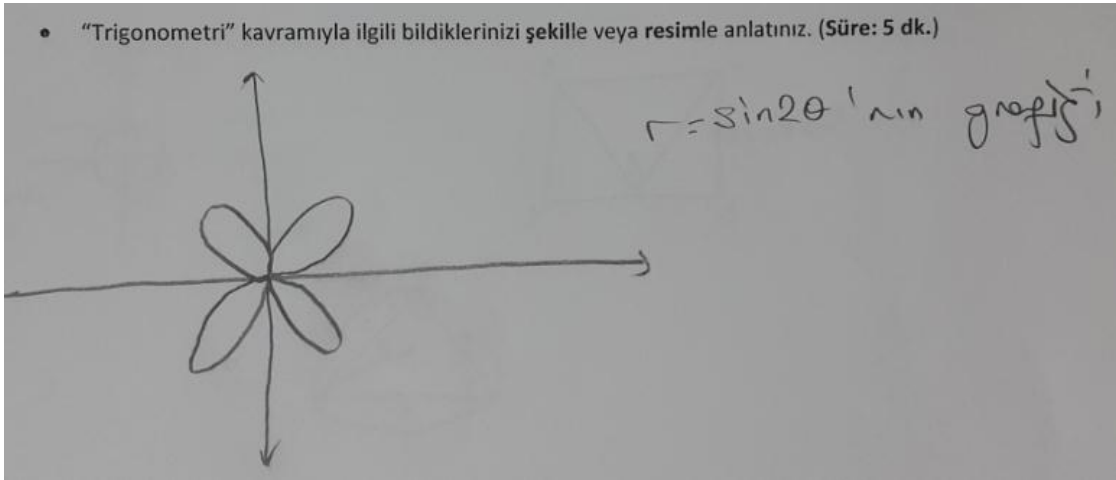 • "Trigonometri" kavramıyla ilgili bildiklerinizi şekille veya resimle anlatınız. (Süre: 5 dk.)
r=sin2θ'nın grafiği